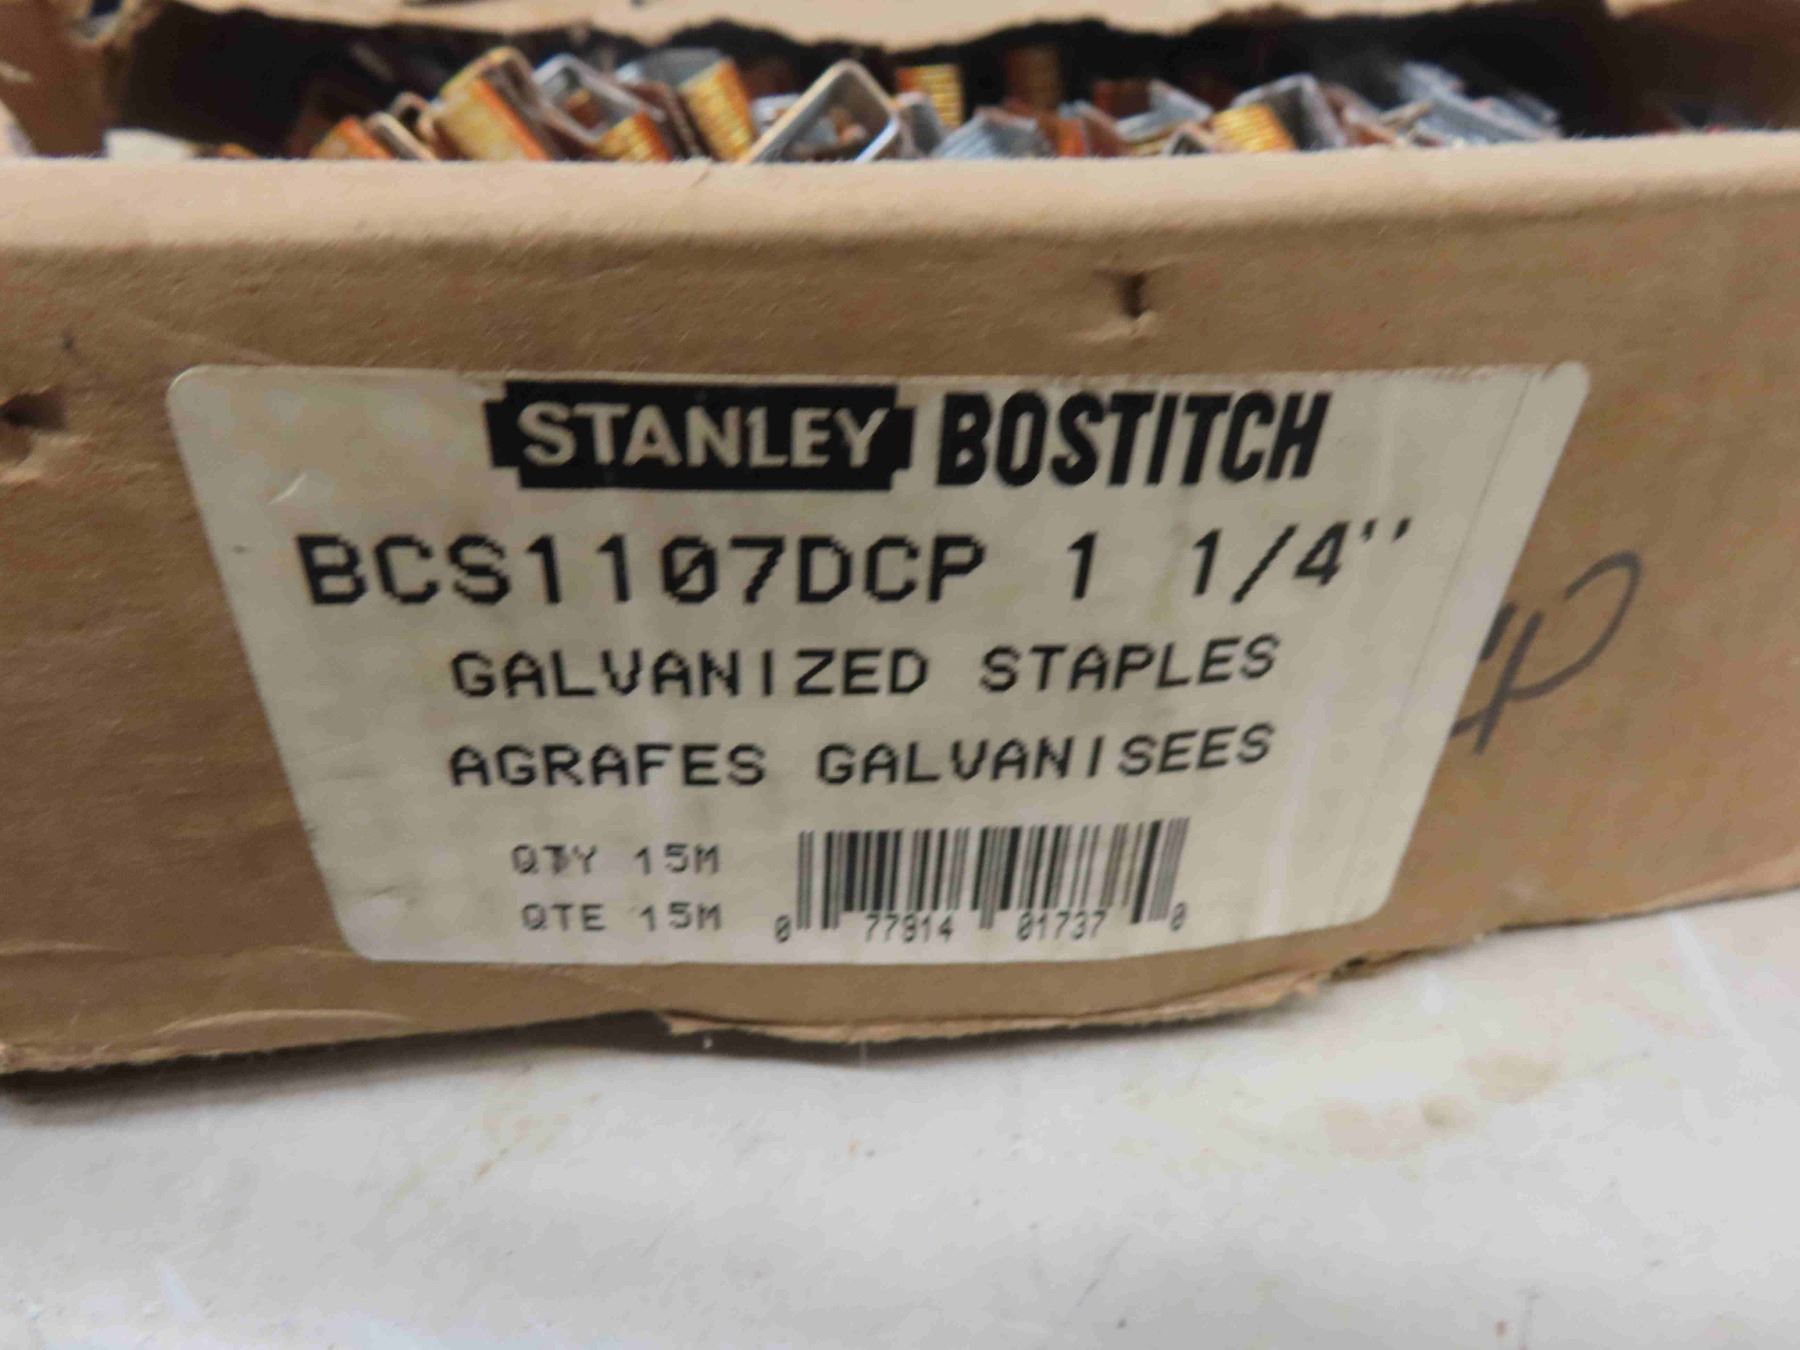 STANLEY BOSTITCH
BCS1107DCP 1 1/4"
GALVANIZED STAPLES
AGRAFES GALVANISEES
QTY 15M
QTE 15M
0 77914 01737 0